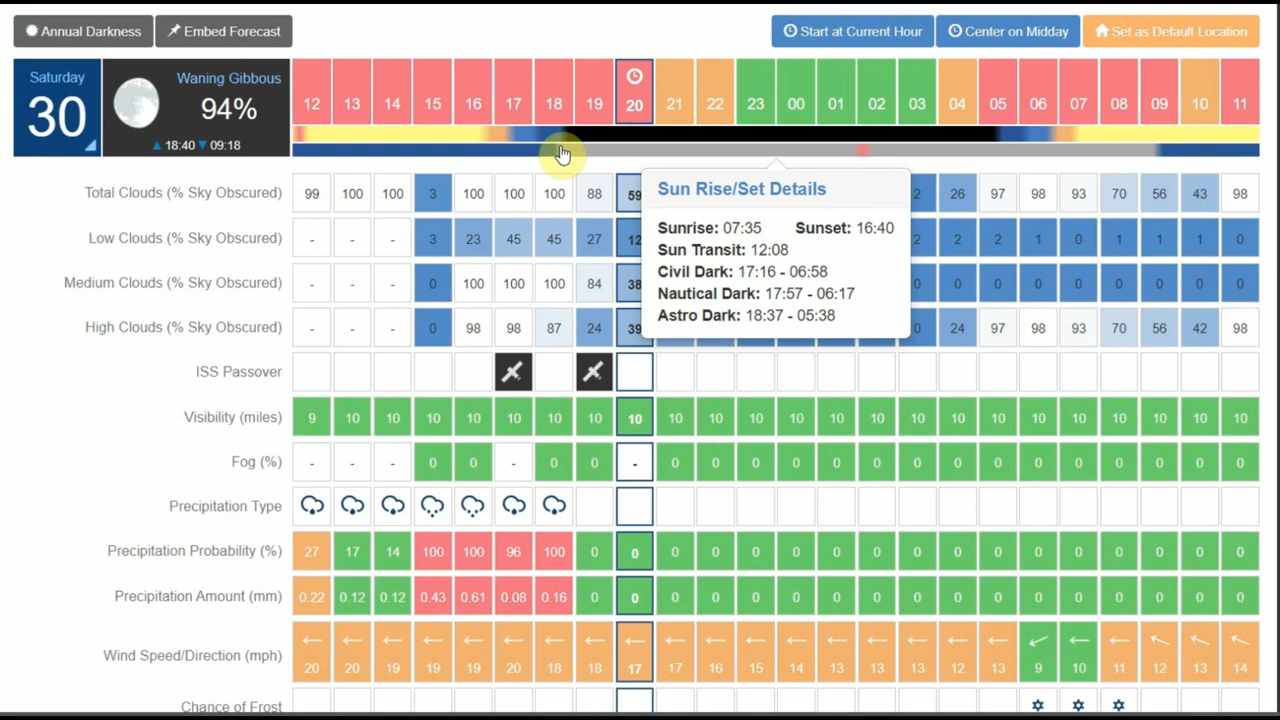 Annual Darkness Embed Forecast Start at Current Hour Center on Midday Set as Default Location
Saturday
30
Waning Gibbous
94%
18:40 09:18
12 13 14 15 16 17 18 19 20 21 22 23 00 01 02 03 04 05 06 07 08 09 10 11
Total Clouds (% Sky Obscured) 99 100 100 3 100 100 100 88 59 2 26 97 98 93 70 56 43 98
Low Clouds (% Sky Obscured) - - - 3 23 45 45 27 12 2 2 2 1 0 1 1 1 0
Medium Clouds (% Sky Obscured) - - - 0 100 100 100 84 38 0 0 0 0 0 0 0 0 0
High Clouds (% Sky Obscured) - - - 0 98 98 87 24 39 0 24 97 98 93 70 56 42 98
Sun Rise/Set Details
Sunrise: 07:35 Sunset: 16:40
Sun Transit: 12:08
Civil Dark: 17:16 - 06:58
Nautical Dark: 17:57 - 06:17
Astro Dark: 18:37 - 05:38
ISS Passover
Visibility (miles) 9 10 10 10 10 10 10 10 10 10 10 10 10 10 10 10 10 10 10 10 10 10 10 10
Fog (%) - - - 0 0 - 0 0 - 0 0 0 0 0 0 0 0 0 0 0 0 0 0 0
Precipitation Type
Precipitation Probability (%) 27 17 14 100 100 96 100 0 0 0 0 0 0 0 0 0 0 0 0 0 0 0 0 0
Precipitation Amount (mm) 0.22 0.12 0.12 0.43 0.61 0.08 0.16 0 0 0 0 0 0 0 0 0 0 0 0 0 0 0 0 0
Wind Speed/Direction (mph) 20 20 19 19 19 20 18 18 17 17 16 15 14 13 13 13 12 13 9 10 11 12 13 14
Chance of Frost